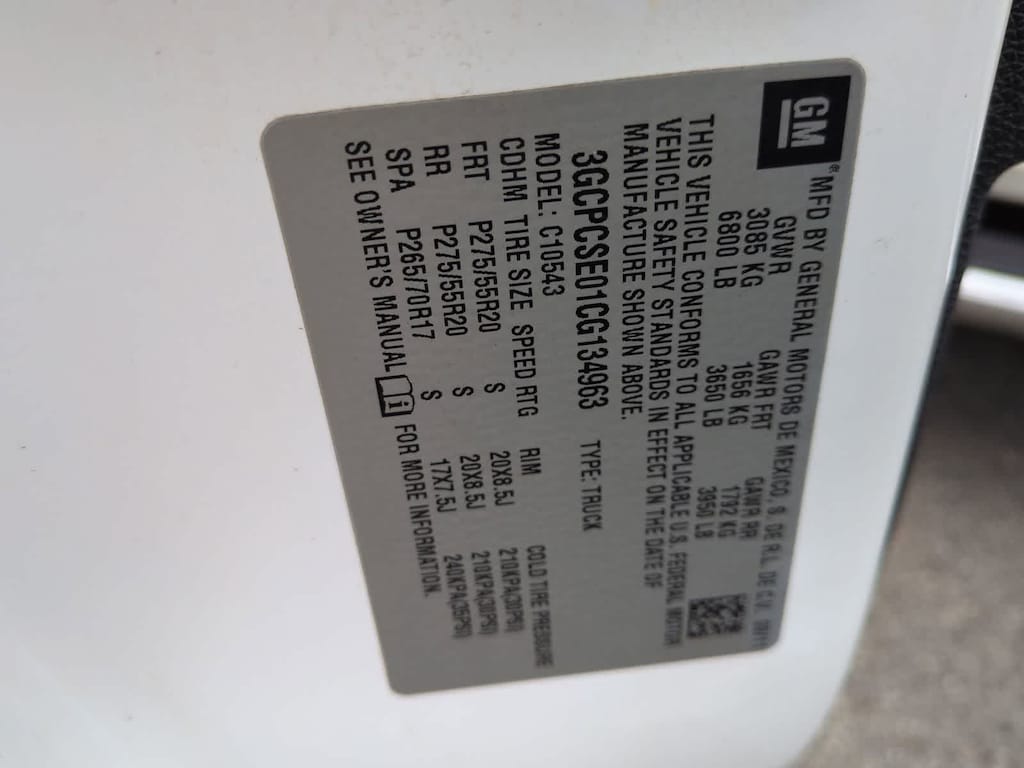 GM
® MFD BY GENERAL MOTORS DE MEXICO, S. DE R.L. DE C.V.
GVWR GAWR FRT GAWR RR
3085 KG 1656 KG 1792 KG
6800 LB 3650 LB 3950 LB
THIS VEHICLE CONFORMS TO ALL APPLICABLE U.S. FEDERAL MOTOR
VEHICLE SAFETY STANDARDS IN EFFECT ON THE DATE OF
MANUFACTURE SHOWN ABOVE.
3GCPCSE01CG134963 TYPE: TRUCK
MODEL: C10543
CDHM TIRE SIZE SPEED RTG RIM COLD TIRE PRESSURE
FRT P275/55R20 S 20X8.5J 210KPA(30PSI)
RR P275/55R20 S 20X8.5J 210KPA(30PSI)
SPA P265/70R17 S 17X7.5J 240KPA(35PSI)
SEE OWNER'S MANUAL FOR MORE INFORMATION.